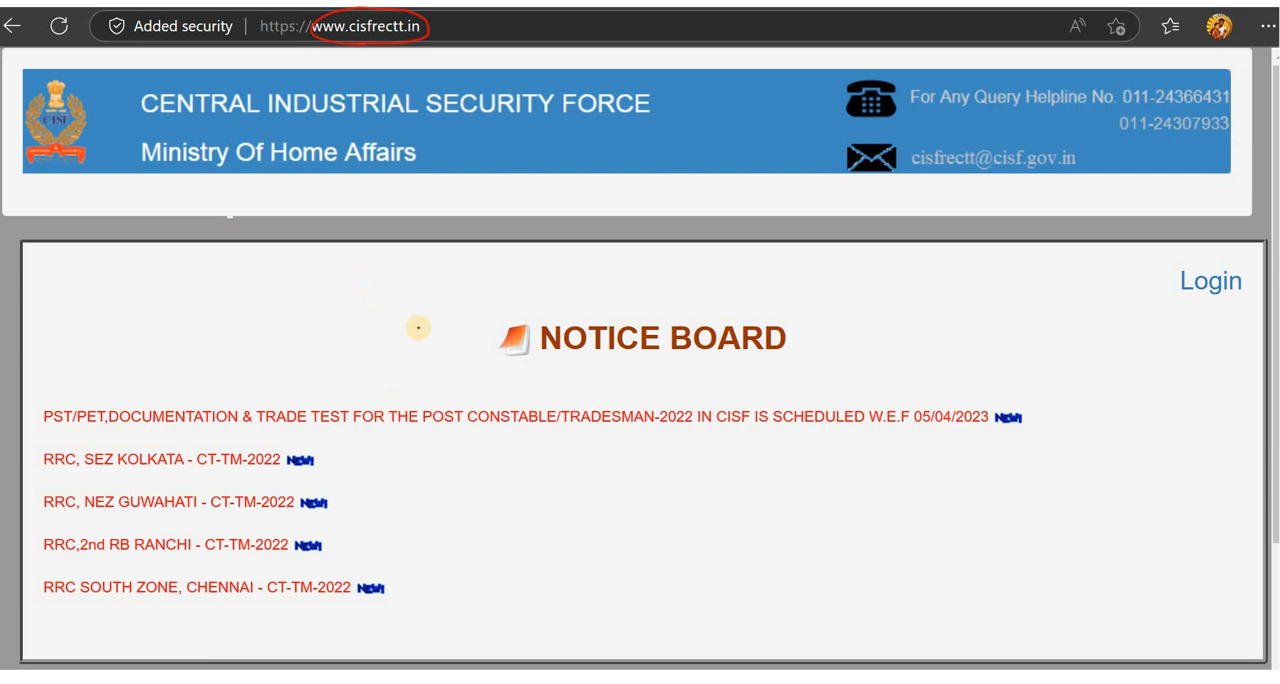 Added security | https://www.cisfrectt.in
CISF
CENTRAL INDUSTRIAL SECURITY FORCE
Ministry Of Home Affairs
For Any Query Helpline No. 011-24366431
011-24307933
cisfrectt@cisf.gov.in
Login
NOTICE BOARD
PST/PET,DOCUMENTATION & TRADE TEST FOR THE POST CONSTABLE/TRADESMAN-2022 IN CISF IS SCHEDULED W.E.F 05/04/2023 NEW!
RRC, SEZ KOLKATA - CT-TM-2022 NEW!
RRC, NEZ GUWAHATI - CT-TM-2022 NEW!
RRC,2nd RB RANCHI - CT-TM-2022 NEW!
RRC SOUTH ZONE, CHENNAI - CT-TM-2022 NEW!